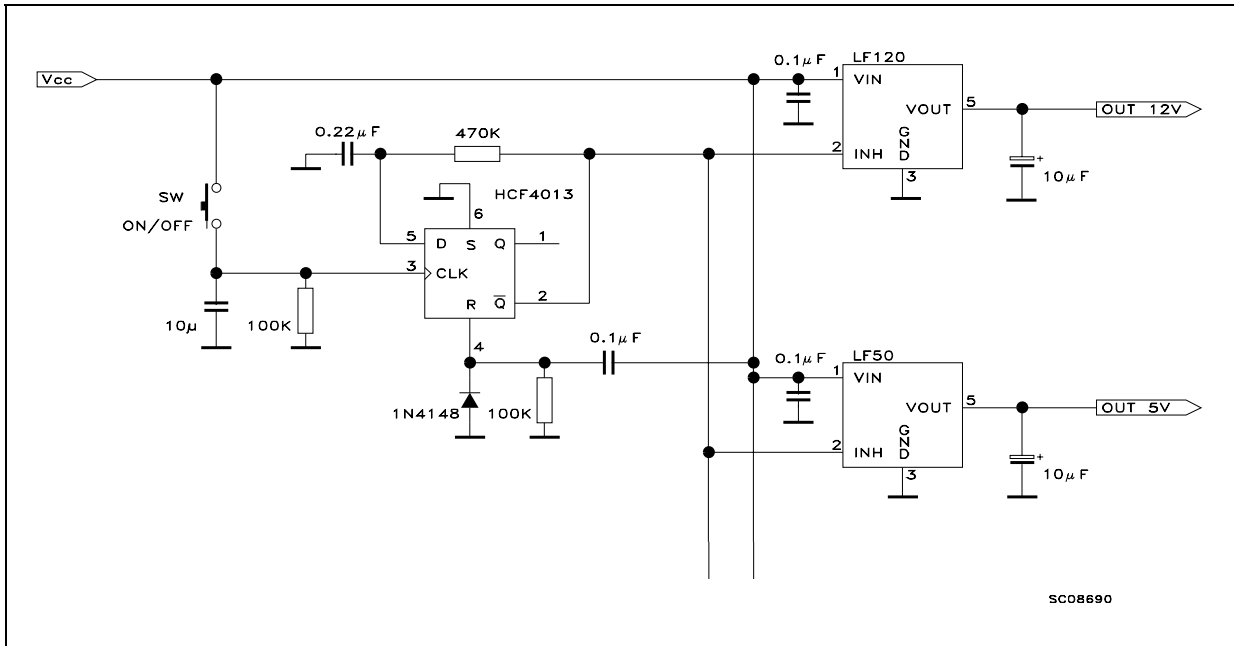 Vcc
SW
ON/OFF
10μ
100K
0.22μF
470K
HCF4013
6
5 D S Q 1
3 CLK
R Q̅ 2
4
1N4148
100K
0.1μF
0.1μF
LF120
1 VIN
VOUT 5
2 INH
GND
3
10μF
+
OUT 12V
0.1μF
LF50
1 VIN
VOUT 5
2 INH
GND
3
10μF
+
OUT 5V
SC08690